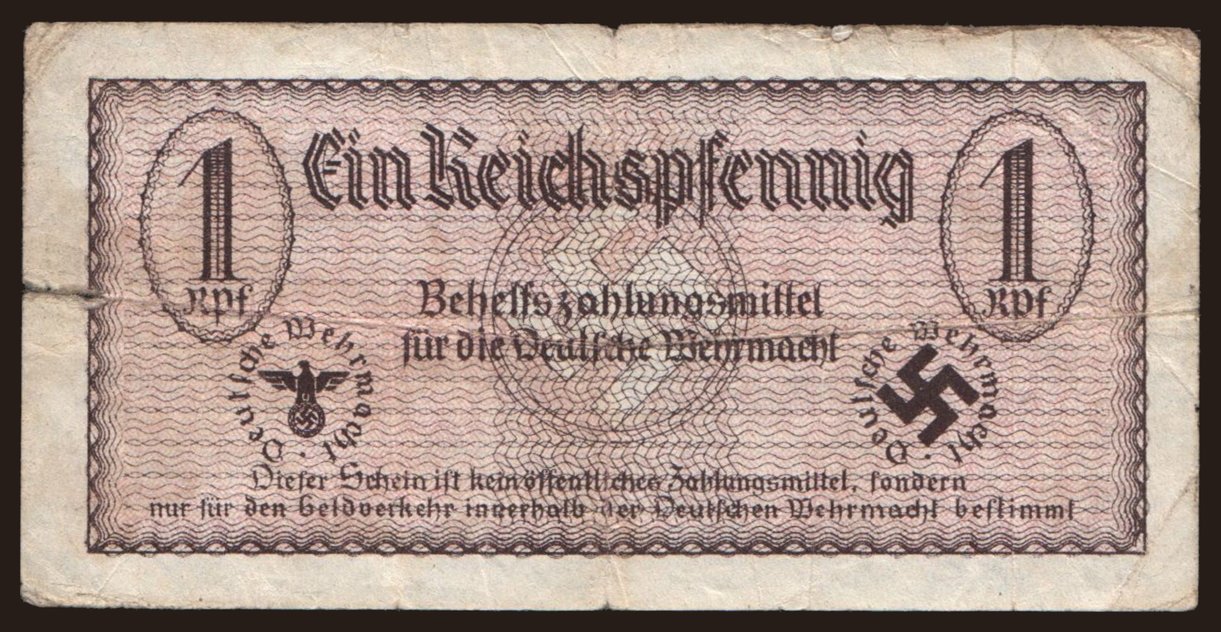 1
Rpf
Ein Reichspfennig
1
Rpf
Behelfszahlungsmittel
für die Deutsche Wehrmacht
Deutsche Wehrmacht
Deutsche Wehrmacht
Dieser Schein ist kein öffentliches Zahlungsmittel, sondern
nur für den Geldverkehr innerhalb der Deutschen Wehrmacht bestimmt